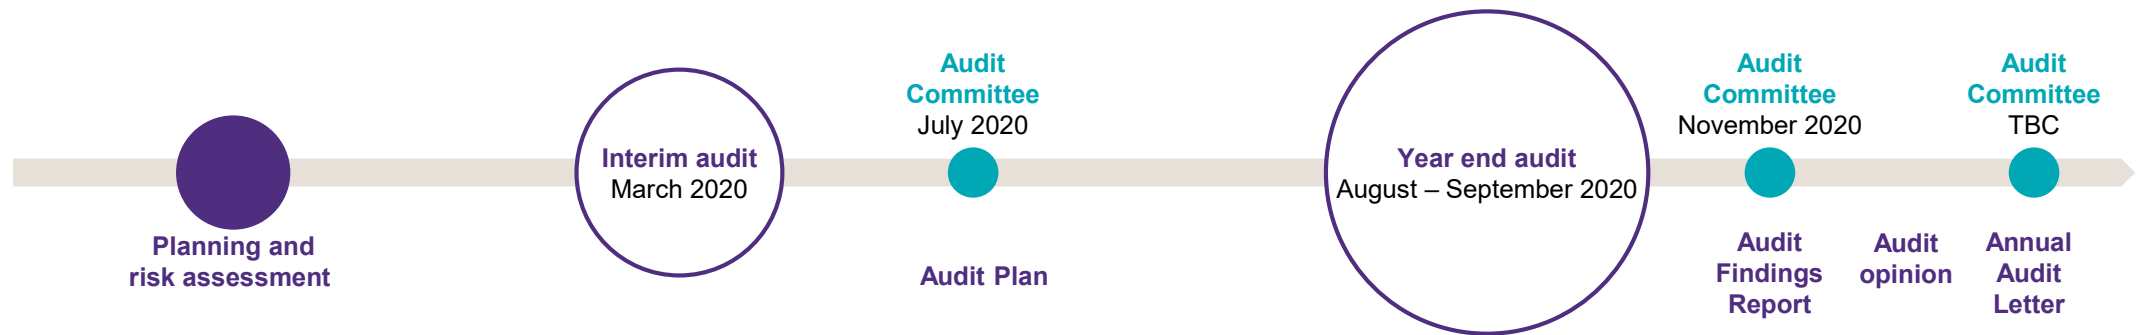 Planning and
risk assessment
Interim audit
March 2020
Audit
Committee
July 2020
Audit Plan
Year end audit
August – September 2020
Audit
Committee
November 2020
Audit
Findings
Report
Audit
opinion
Audit
Committee
TBC
Annual
Audit
Letter